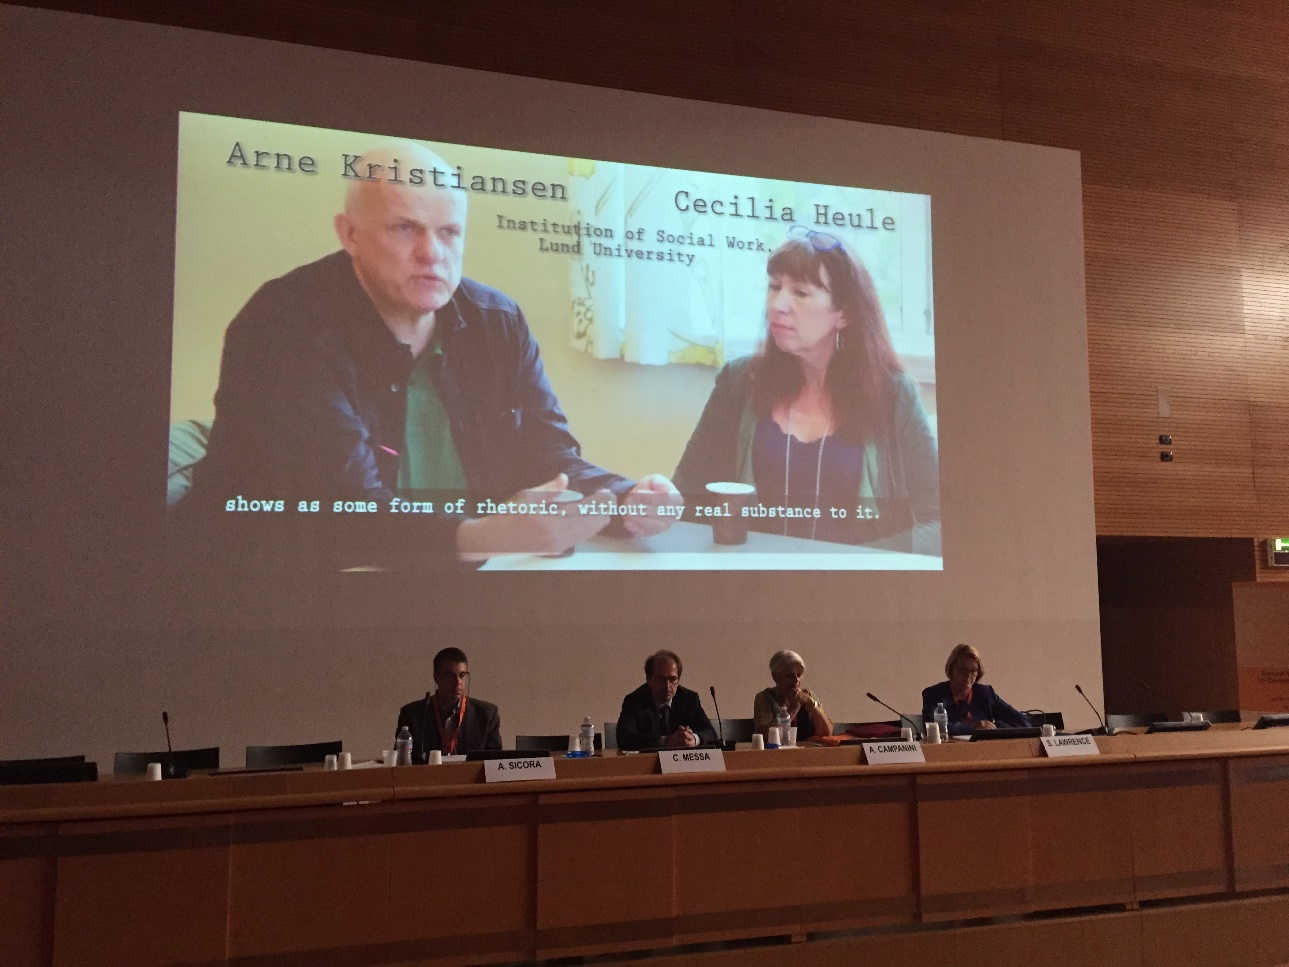 Arne Kristiansen
Cecilia Heule
Institution of Social Work,
Lund University
shows as some form of rhetoric, without any real substance to it.
A. SICORA
C. MESSA
A. CAMPANINI
S. LAWRENCE